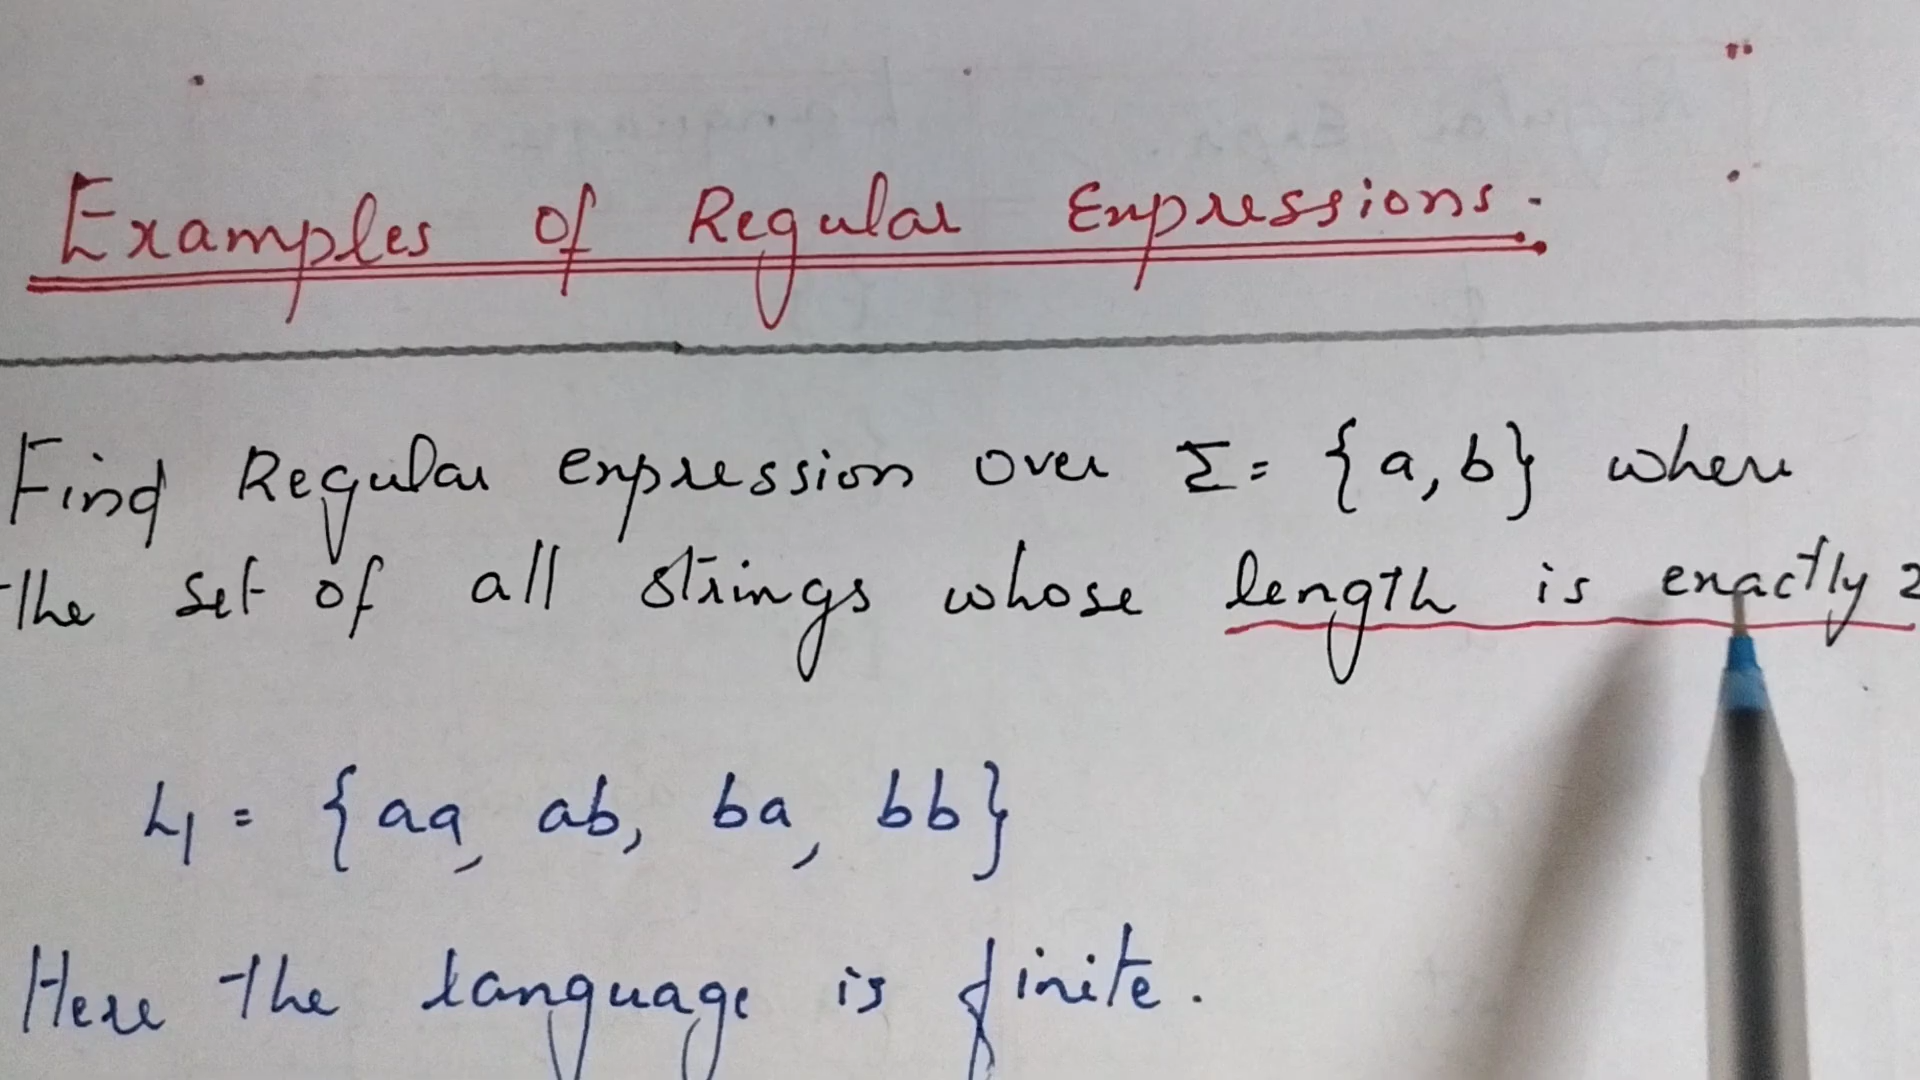 Examples of Regular Expressions.
Find Regular expression over Σ = {a, b} where
the set of all strings whose length is exactly 2
L1 = {aa, ab, ba, bb}
Here the language is finite.